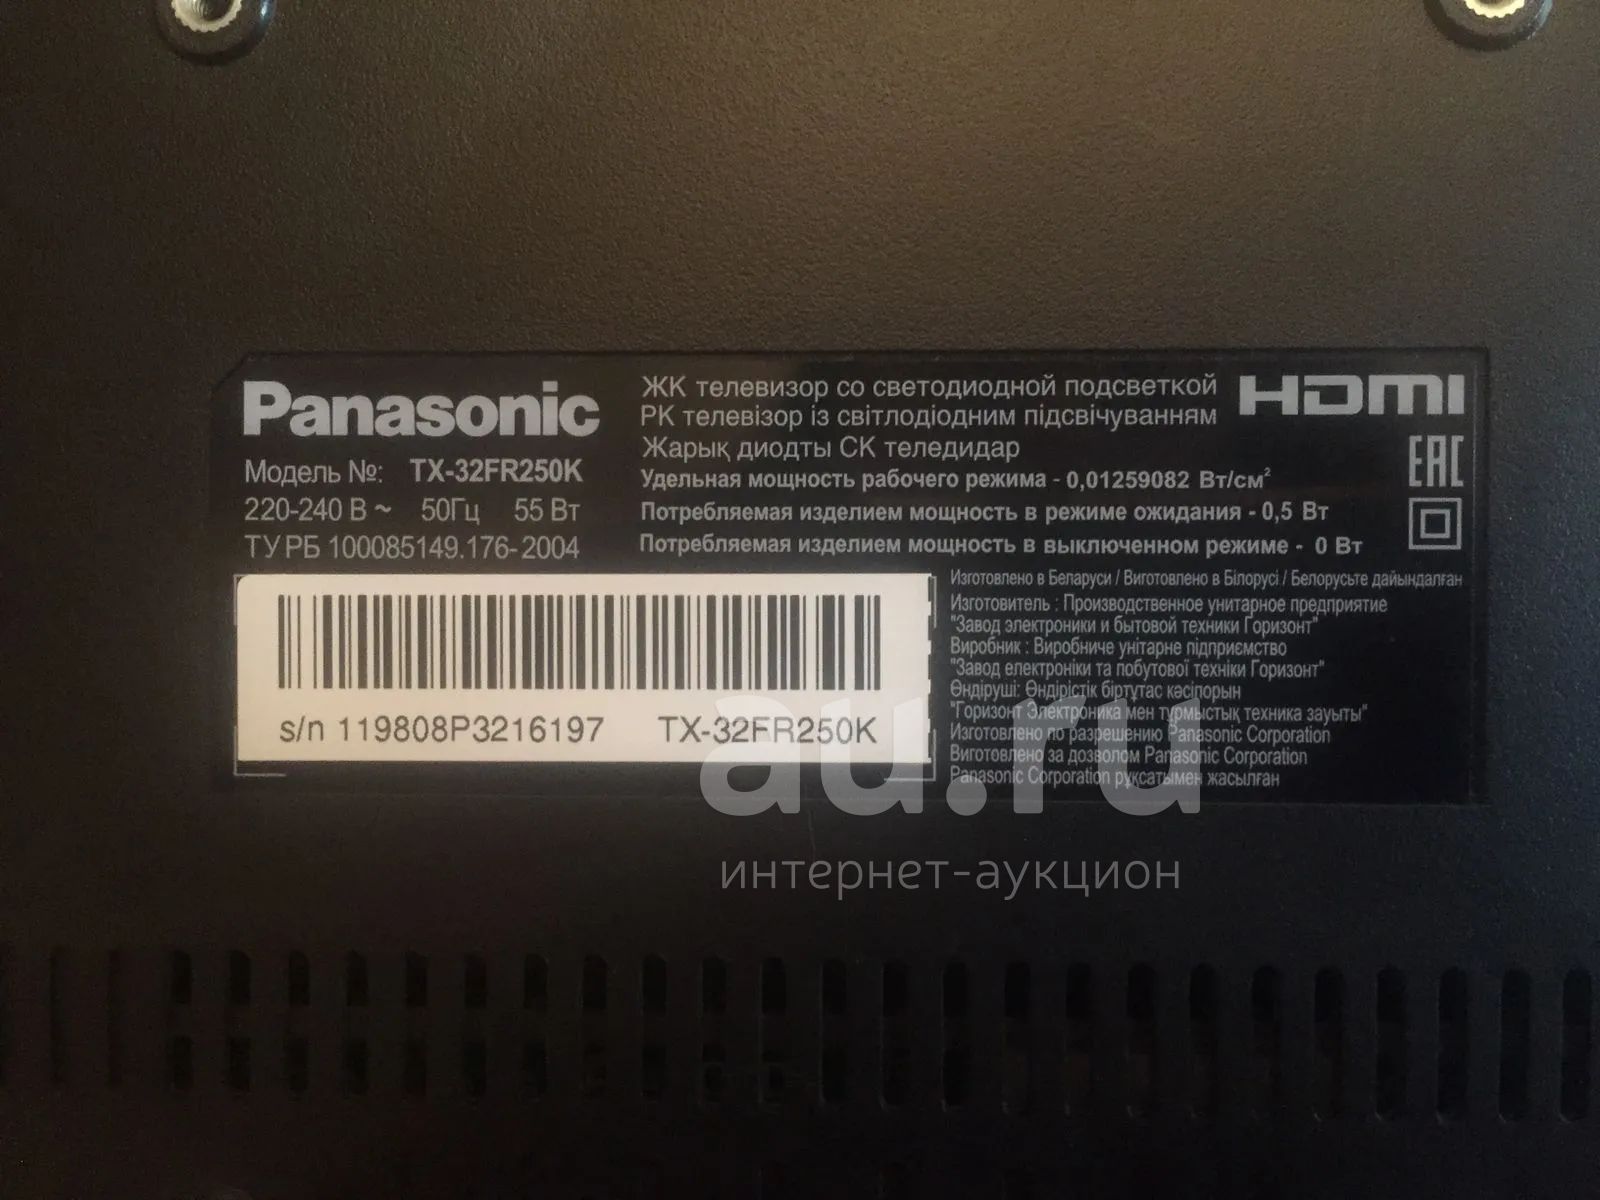 Panasonic
Модель №: TX-32FR250K
220-240 В ~ 50Гц 55 Вт
ТУ РБ 100085149.176-2004
ЖК телевизор со светодиодной подсветкой
РК телевізор із світлодіодним підсвічуванням
Жарық диодты СК теледидар
Удельная мощность рабочего режима - 0,01259082 Вт/см²
Потребляемая изделием мощность в режиме ожидания - 0,5 Вт
Потребляемая изделием мощность в выключенном режиме - 0 Вт
HDMI
EAC
s/n 119808P3216197 TX-32FR250K
Изготовлено в Беларуси / Виготовлено в Білорусі / Белорусьте дайындалған
Изготовитель : Производственное унитарное предприятие
"Завод электроники и бытовой техники Горизонт"
Виробник : Виробниче унітарне підприємство
"Завод електроніки та побутової техніки Горизонт"
Өндіруші: Өндірістік біртутас кәсіпорын
"Горизонт Электроника мен тұрмыстық техника зауыты"
Изготовлено по разрешению Panasonic Corporation
Виготовлено за дозволом Panasonic Corporation
Panasonic Corporation рұқсатымен жасылған
au.ru
интернет-аукцион